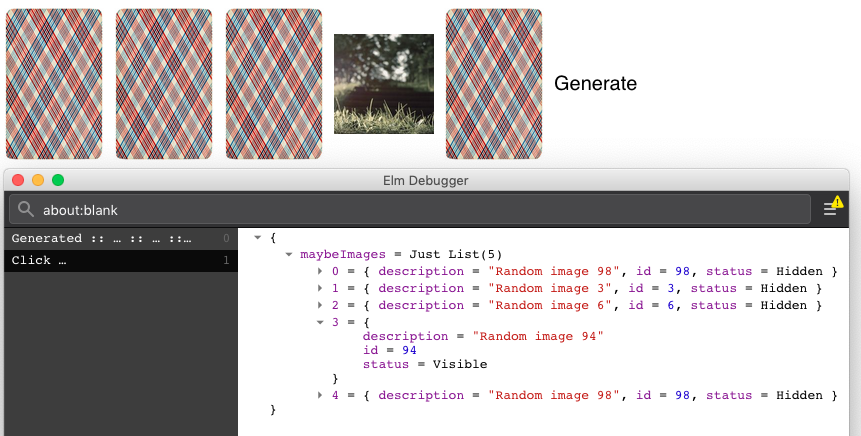 Generate
Elm Debugger
about:blank
Generated :: … :: … ::… 0
Click … 1
{
maybeImages = Just List(5)
0 = { description = "Random image 98", id = 98, status = Hidden }
1 = { description = "Random image 3", id = 3, status = Hidden }
2 = { description = "Random image 6", id = 6, status = Hidden }
3 = {
description = "Random image 94"
id = 94
status = Visible
}
4 = { description = "Random image 98", id = 98, status = Hidden }
}